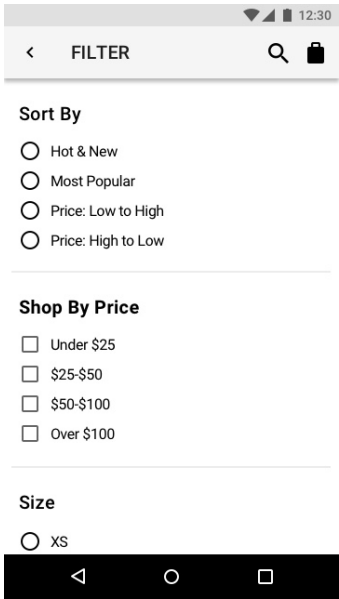 12:30
FILTER
Sort By
Hot & New
Most Popular
Price: Low to High
Price: High to Low
Shop By Price
Under $25
$25-$50
$50-$100
Over $100
Size
XS